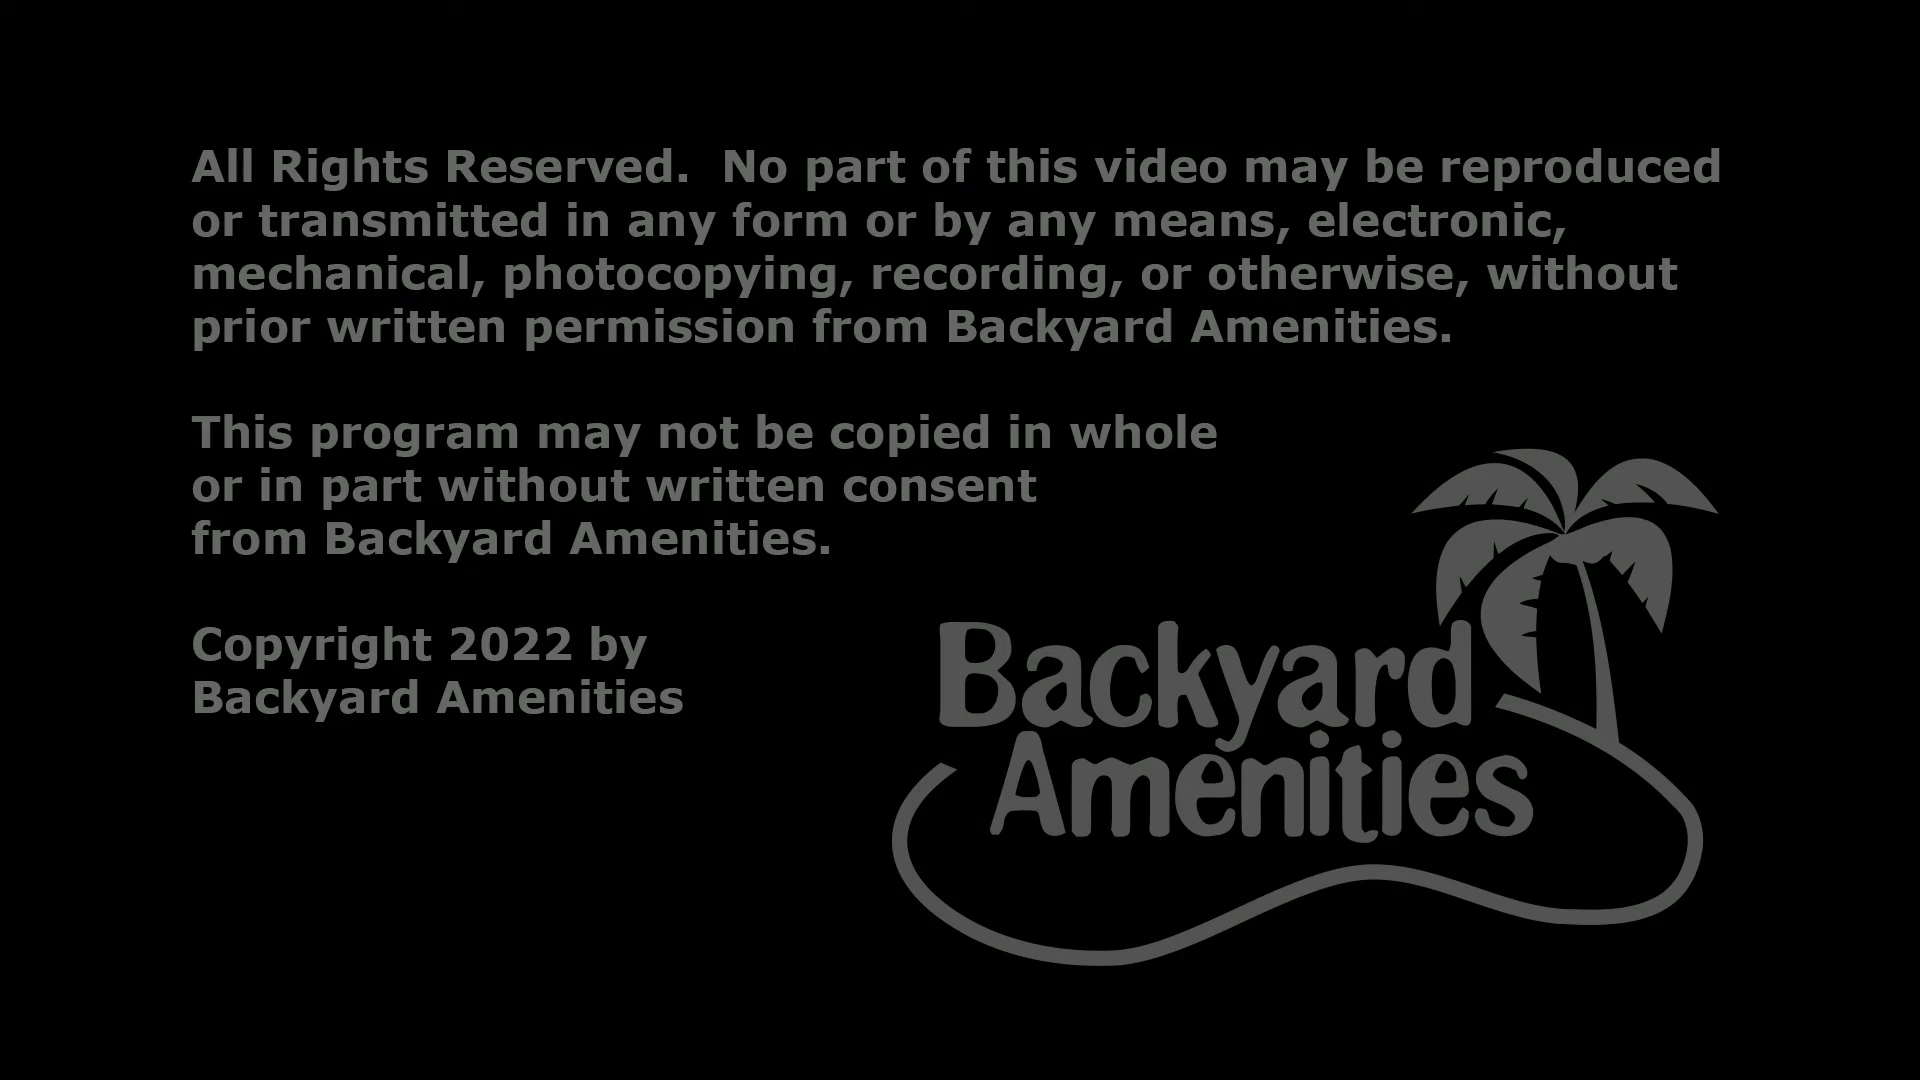 All Rights Reserved.  No part of this video may be reproduced
or transmitted in any form or by any means, electronic,
mechanical, photocopying, recording, or otherwise, without
prior written permission from Backyard Amenities.
This program may not be copied in whole
or in part without written consent
from Backyard Amenities.
Copyright 2022 by
Backyard Amenities
Backyard
Amenities